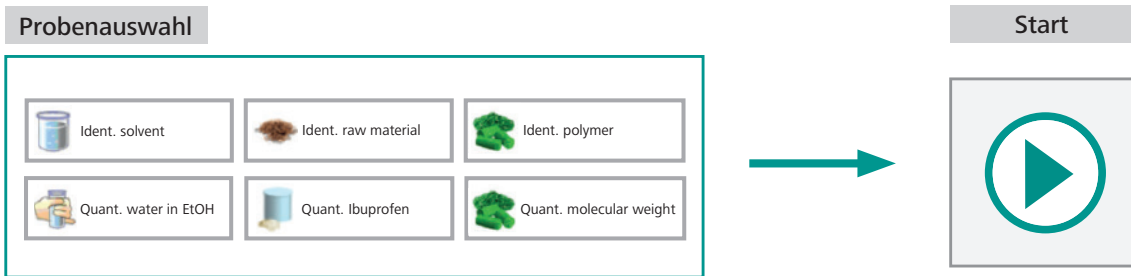 Probenauswahl
Start
Ident. solvent
Ident. raw material
Ident. polymer
Quant. water in EtOH
Quant. Ibuprofen
Quant. molecular weight